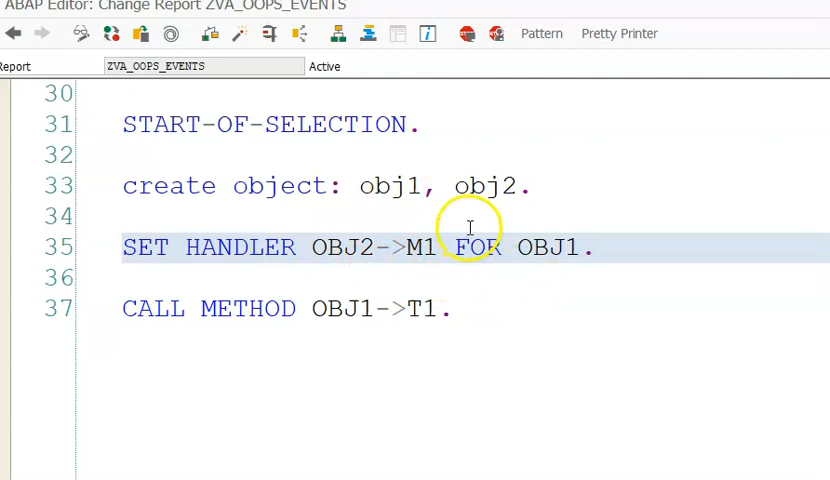 ABAP Editor: Change Report ZVA_OOPS_EVENTS
Pattern Pretty Printer
Report ZVA_OOPS_EVENTS Active
30
31 START-OF-SELECTION.
32
33 create object: obj1, obj2.
34
35 SET HANDLER OBJ2->M1 FOR OBJ1.
36
37 CALL METHOD OBJ1->T1.